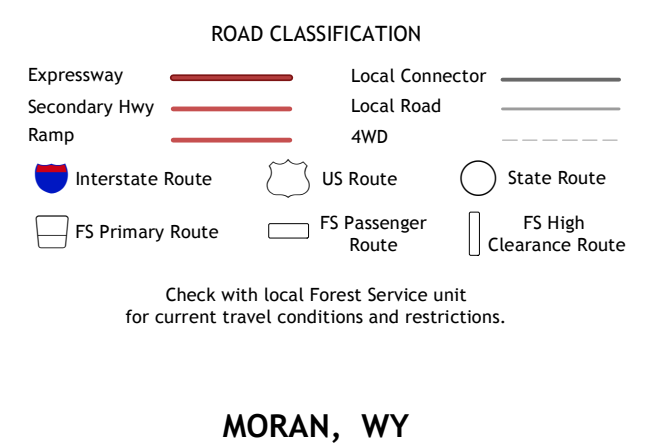 ROAD CLASSIFICATION
Expressway
Local Connector
Secondary Hwy
Local Road
Ramp
4WD
Interstate Route
US Route
State Route
FS Primary Route
FS Passenger
Route
FS High
Clearance Route
Check with local Forest Service unit
for current travel conditions and restrictions.
MORAN, WY